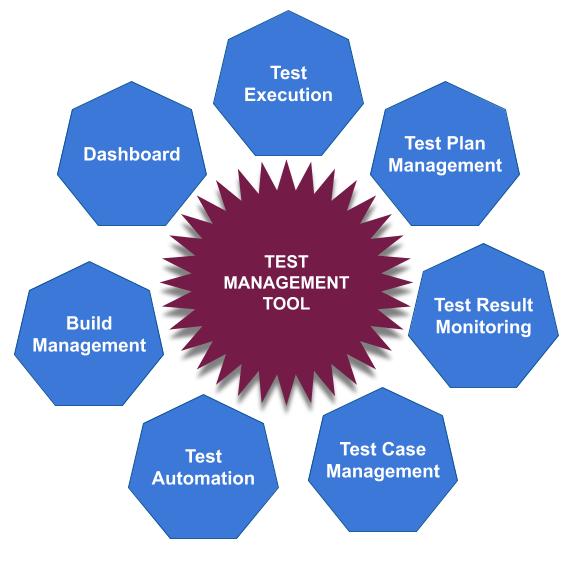 Test
Execution
Test Plan
Management
Dashboard
TEST
MANAGEMENT
TOOL
Test Result
Monitoring
Build
Management
Test Case
Management
Test
Automation